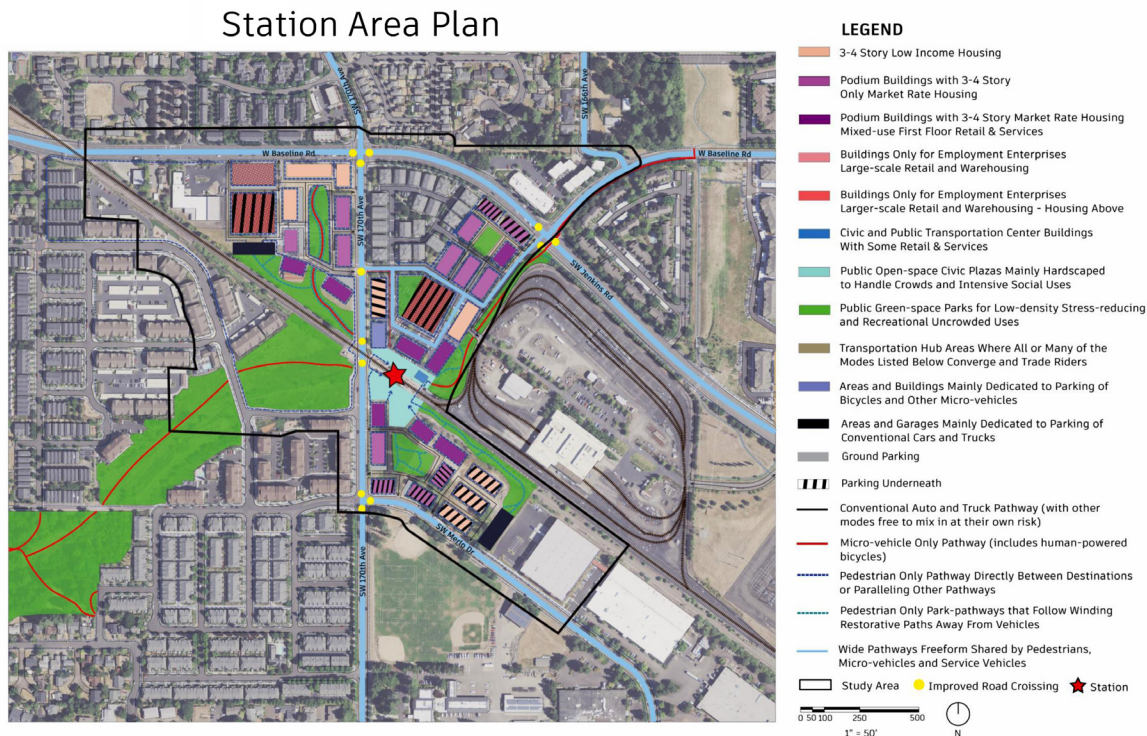 Station Area Plan
SW 170th Ave
SW 166th Ave
W Baseline Rd
W Baseline Rd
SW 170th Ave
SW 170th Ave
SW Jenkins Rd
SW Merlo Dr.
SW 170th Ave
LEGEND
3-4 Story Low Income Housing
Podium Buildings with 3-4 Story
Only Market Rate Housing
Podium Buildings with 3-4 Story Market Rate Housing
Mixed-use First Floor Retail & Services
Buildings Only for Employment Enterprises
Large-scale Retail and Warehousing
Buildings Only for Employment Enterprises
Larger-scale Retail and Warehousing - Housing Above
Civic and Public Transportation Center Buildings
With Some Retail & Services
Public Open-space Civic Plazas Mainly Hardscaped
to Handle Crowds and Intensive Social Uses
Public Green-space Parks for Low-density Stress-reducing
and Recreational Uncrowded Uses
Transportation Hub Areas Where All or Many of the
Modes Listed Below Converge and Trade Riders
Areas and Buildings Mainly Dedicated to Parking of
Bicycles and Other Micro-vehicles
Areas and Garages Mainly Dedicated to Parking of
Conventional Cars and Trucks
Ground Parking
Parking Underneath
Conventional Auto and Truck Pathway (with other
modes free to mix in at their own risk)
Micro-vehicle Only Pathway (includes human-powered
bicycles)
Pedestrian Only Pathway Directly Between Destinations
or Paralleling Other Pathways
Pedestrian Only Park-pathways that Follow Winding
Restorative Paths Away From Vehicles
Wide Pathways Freeform Shared by Pedestrians,
Micro-vehicles and Service Vehicles
Study Area
Improved Road Croissing
Station
0 50 100 250 500
1" = 50'
N